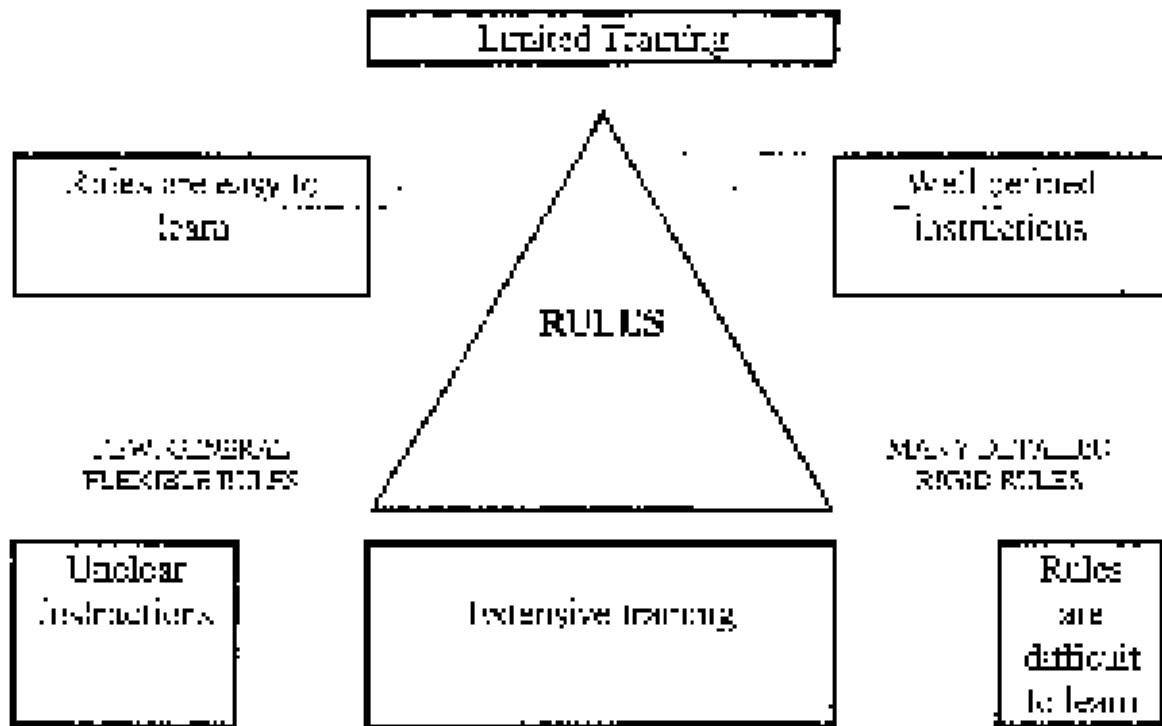 Limited Training
Rules are easy to
learn
Well defined
instructions
RULES
FEW, GENERAL
FLEXIBLE RULES
MANY DETAILED
RIGID RULES
Unclear
Instructions
Extensive training
Rules
are
difficult
to learn